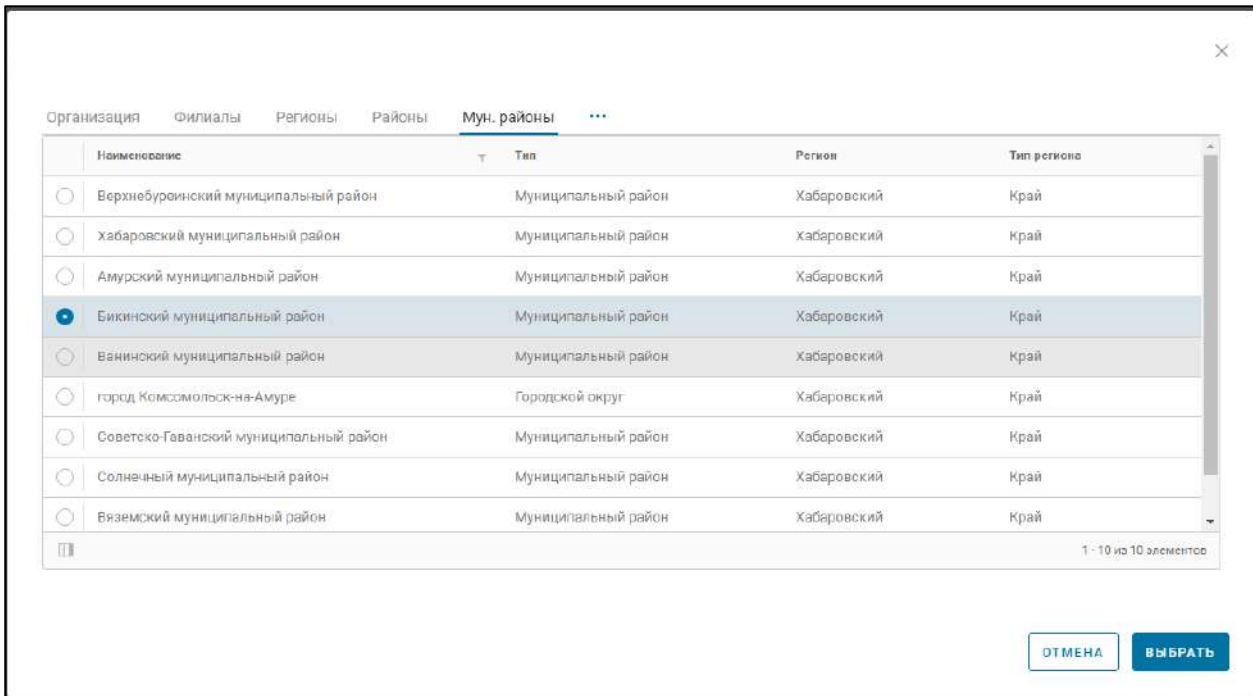 Организация Филиалы Регионы Районы Мун. районы ...
Наименование Тип Регион Тип региона
Верхнебуреинский муниципальный район Муниципальный район Хабаровский Край
Хабаровский муниципальный район Муниципальный район Хабаровский Край
Амурский муниципальный район Муниципальный район Хабаровский Край
Бикинский муниципальный район Муниципальный район Хабаровский Край
Ванинский муниципальный район Муниципальный район Хабаровский Край
город Комсомольск-на-Амуре Городской округ Хабаровский Край
Советско-Гаванский муниципальный район Муниципальный район Хабаровский Край
Солнечный муниципальный район Муниципальный район Хабаровский Край
Вяземский муниципальный район Муниципальный район Хабаровский Край
1 - 10 из 10 элементов
ОТМЕНА ВЫБРАТЬ